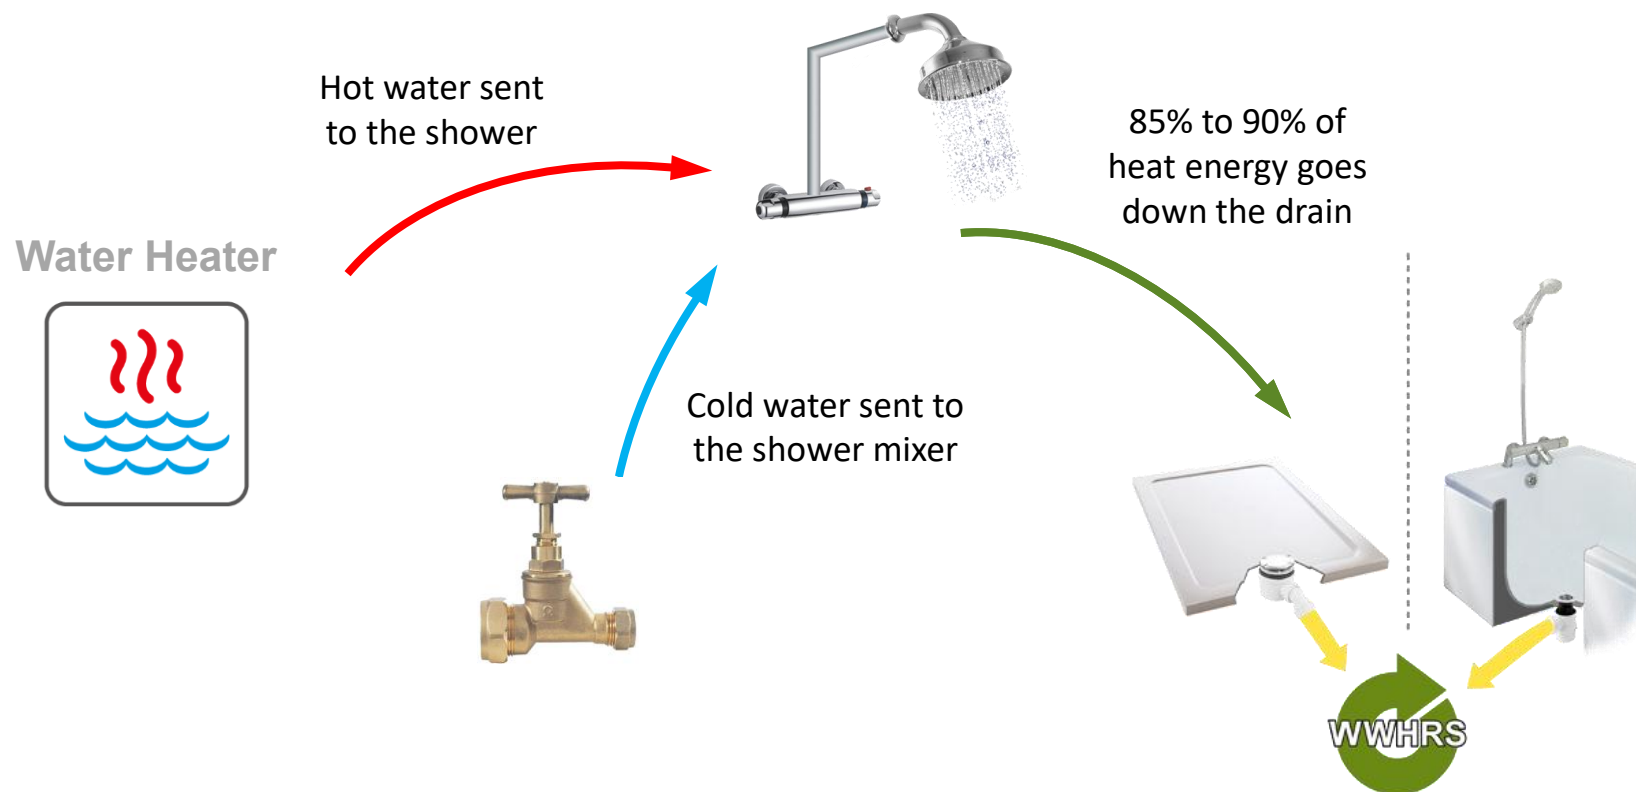 Hot water sent
to the shower
85% to 90% of
heat energy goes
down the drain
Water Heater
Cold water sent to
the shower mixer
WWHRS